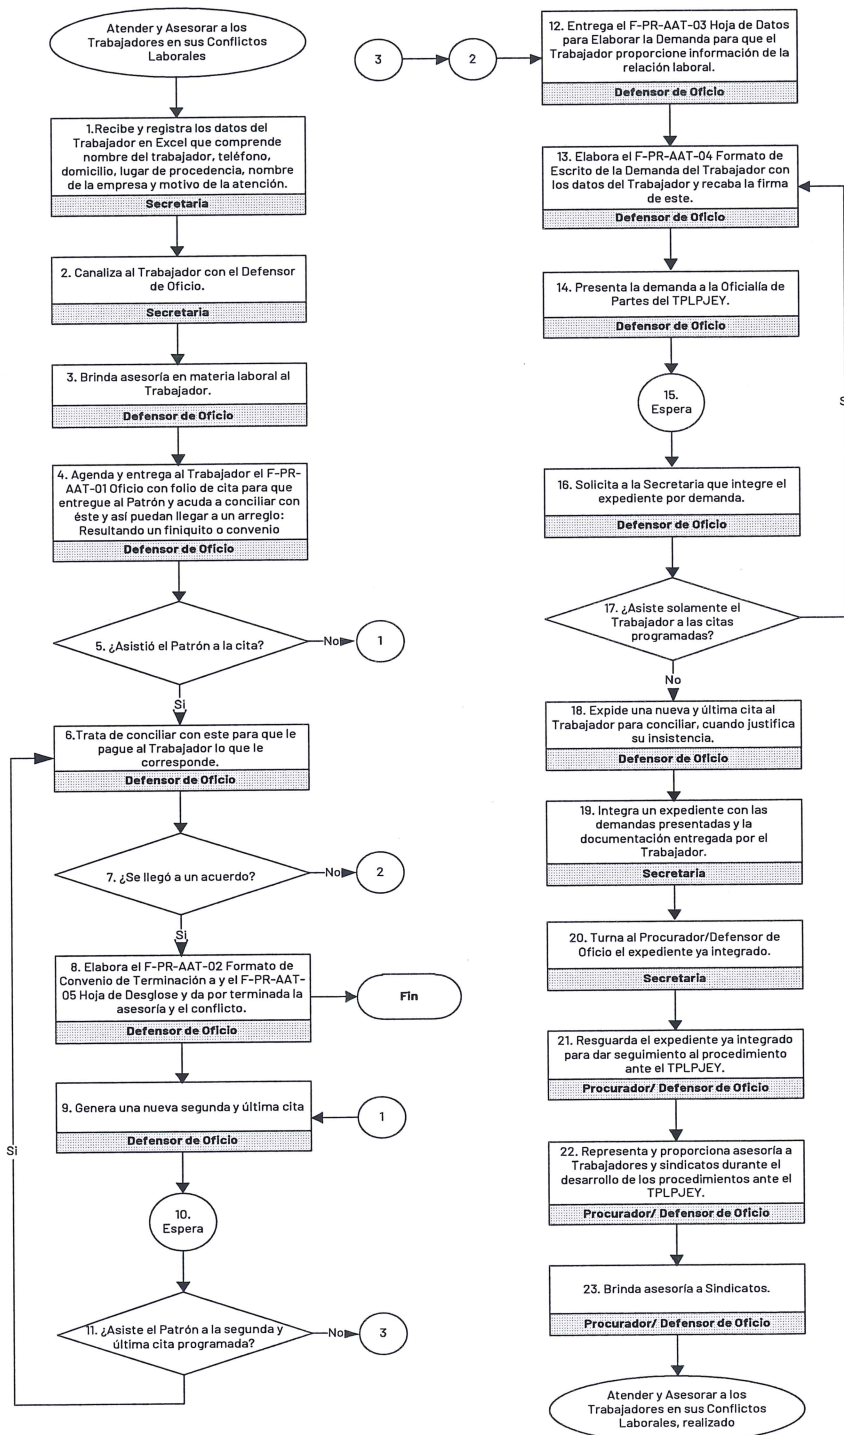 Atender y Asesorar a los
Trabajadores en sus Conflictos
Laborales
1.Recibe y registra los datos del
Trabajador en Excel que comprende
nombre del trabajador, teléfono,
domicilio, lugar de procedencia, nombre
de la empresa y motivo de la atención.
Secretaria
2. Canaliza al Trabajador con el Defensor
de Oficio.
Secretaria
3. Brinda asesoría en materia laboral al
Trabajador.
Defensor de Oficio
4. Agenda y entrega al Trabajador el F-PR-
AAT-01 Oficio con folio de cita para que
entregue al Patrón y acuda a conciliar con
éste y así puedan llegar a un arreglo:
Resultando un finiquito o convenio
Defensor de Oficio
5. ¿Asistió el Patrón a la cita?
No
1
Si
6.Trata de conciliar con este para que le
pague al Trabajador lo que le
corresponde.
Defensor de Oficio
7. ¿Se llegó a un acuerdo?
No
2
Si
8. Elabora el F-PR-AAT-02 Formato de
Convenio de Terminación a y el F-PR-AAT-
05 Hoja de Desglose y da por terminada la
asesoría y el conflicto.
Defensor de Oficio
Fin
9. Genera una nueva segunda y última cita
Defensor de Oficio
1
Si
10.
Espera
11. ¿Asiste el Patrón a la segunda y
última cita programada?
No
3
3
2
12. Entrega el F-PR-AAT-03 Hoja de Datos
para Elaborar la Demanda para que el
Trabajador proporcione información de la
relación laboral.
Defensor de Oficio
13. Elabora el F-PR-AAT-04 Formato de
Escrito de la Demanda del Trabajador con
los datos del Trabajador y recaba la firma
de este.
Defensor de Oficio
14. Presenta la demanda a la Oficialía de
Partes del TPLPJEY.
Defensor de Oficio
15.
Espera
16. Solicita a la Secretaria que integre el
expediente por demanda.
Defensor de Oficio
17. ¿Asiste solamente el
Trabajador a las citas
programadas?
No
18. Expide una nueva y última cita al
Trabajador para conciliar, cuando justifica
su insistencia.
Defensor de Oficio
19. Integra un expediente con las
demandas presentadas y la
documentación entregada por el
Trabajador.
Secretaria
20. Turna al Procurador/Defensor de
Oficio el expediente ya integrado.
Secretaria
21. Resguarda el expediente ya integrado
para dar seguimiento al procedimiento
ante el TPLPJEY.
Procurador/ Defensor de Oficio
22. Representa y proporciona asesoría a
Trabajadores y sindicatos durante el
desarrollo de los procedimientos ante el
TPLPJEY.
Procurador/ Defensor de Oficio
23. Brinda asesoría a Sindicatos.
Procurador/ Defensor de Oficio
Atender y Asesorar a los
Trabajadores en sus Conflictos
Laborales, realizado